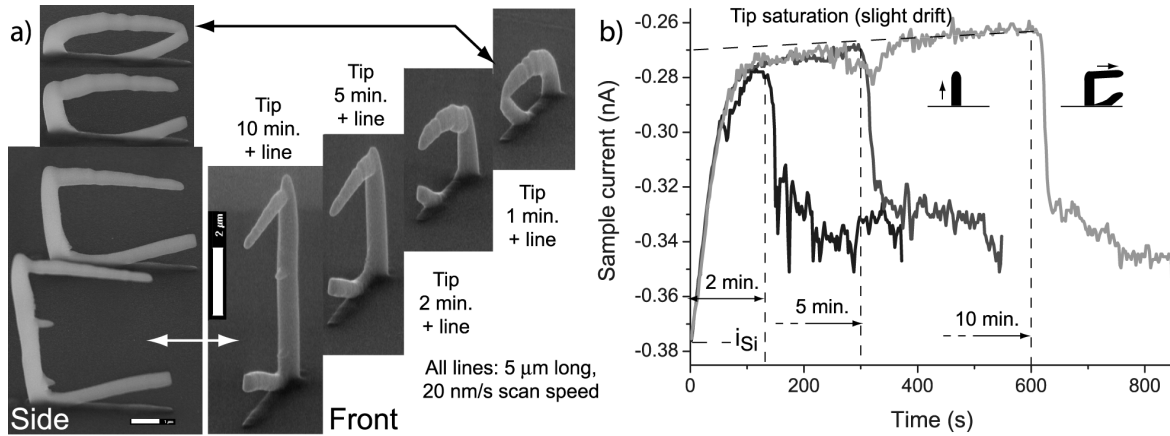 a)
Tip
10 min.
+ line
Tip
5 min.
+ line
Tip
2 min.
+ line
Tip
1 min.
+ line
2 µm
All lines: 5 µm long,
20 nm/s scan speed
Side
Front
b)
Tip saturation (slight drift)
Sample current (nA)
-0.26
-0.28
-0.30
-0.32
-0.34
-0.36
-0.38
2 min.
5 min.
10 min.
iSi
0
200
400
600
800
Time (s)